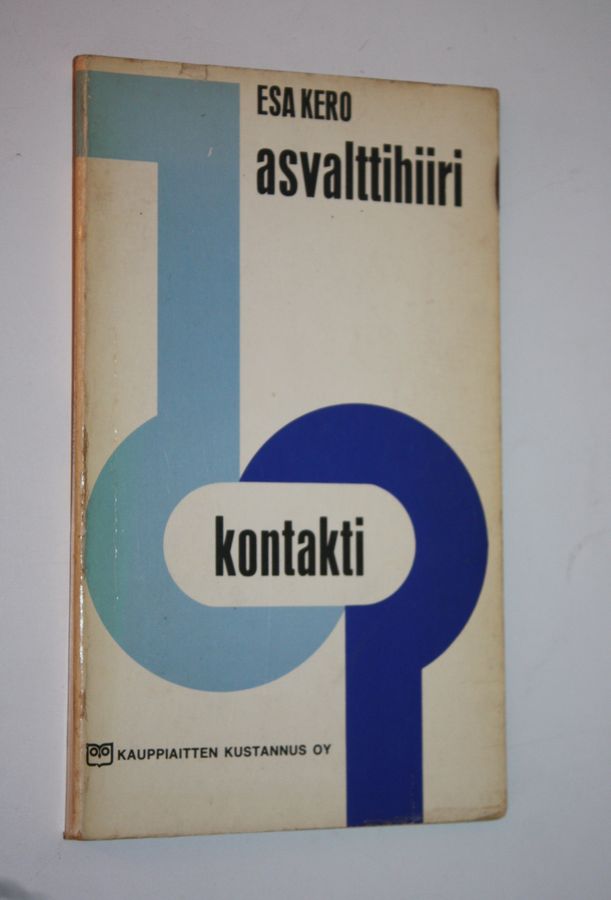 ESA KERO
asvalttihiiri
kontakti
KAUPPIAITTEN KUSTANNUS OY